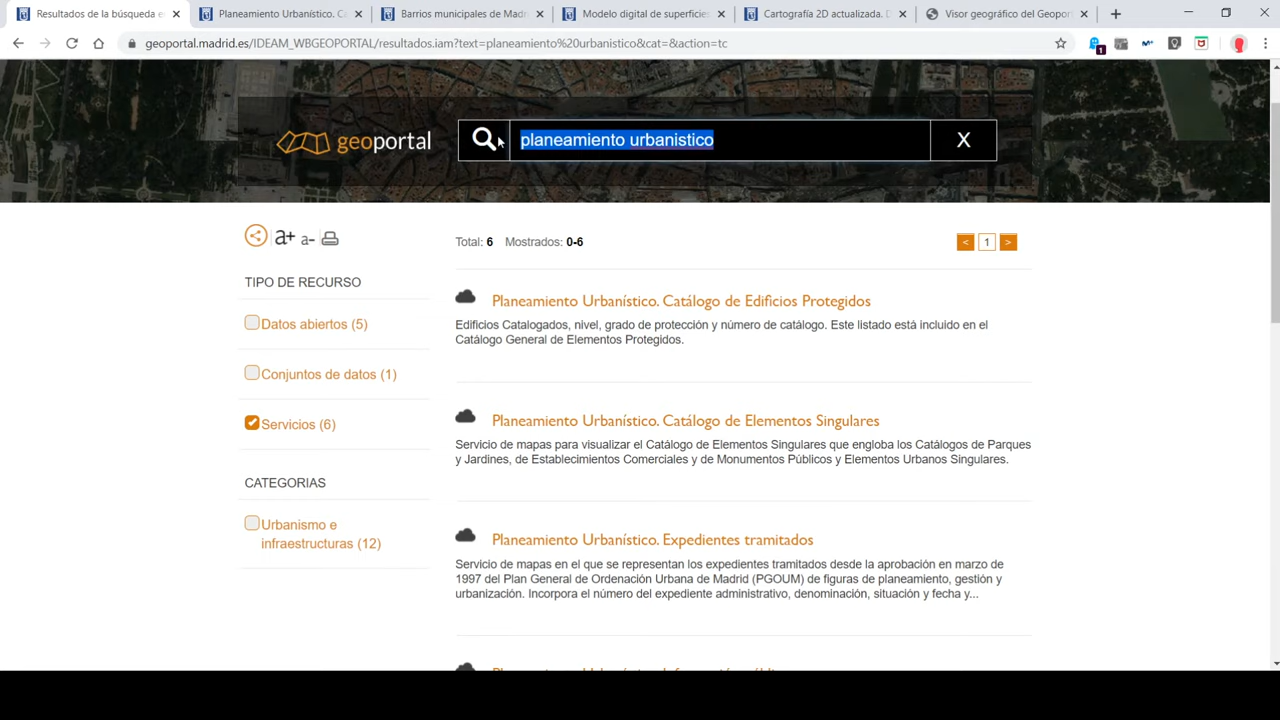 Resultados de la búsqueda en
Planeamiento Urbanístico. Ca
Barrios municipales de Madr
Modelo digital de superficies
Cartografía 2D actualizada. D
Visor geográfico del Geoport
geoportal.madrid.es/IDEAM_WBGEOPORTAL/resultados.iam?text=planeamiento%20urbanistico&cat=&action=tc
1
geoportal
planeamiento urbanistico
X
a+ a-
Total: 6 Mostrados: 0-6
< 1 >
TIPO DE RECURSO
Datos abiertos (5)
Conjuntos de datos (1)
Servicios (6)
CATEGORIAS
Urbanismo e
infraestructuras (12)
Planeamiento Urbanístico. Catálogo de Edificios Protegidos
Edificios Catalogados, nivel, grado de protección y número de catálogo. Este listado está incluido en el
Catálogo General de Elementos Protegidos.
Planeamiento Urbanístico. Catálogo de Elementos Singulares
Servicio de mapas para visualizar el Catálogo de Elementos Singulares que engloba los Catálogos de Parques
y Jardines, de Establecimientos Comerciales y de Monumentos Públicos y Elementos Urbanos Singulares.
Planeamiento Urbanístico. Expedientes tramitados
Servicio de mapas en el que se representan los expedientes tramitados desde la aprobación en marzo de
1997 del Plan General de Ordenación Urbana de Madrid (PGOUM) de figuras de planeamiento, gestión y
urbanización. Incorpora el número del expediente administrativo, denominación, situación y fecha y...